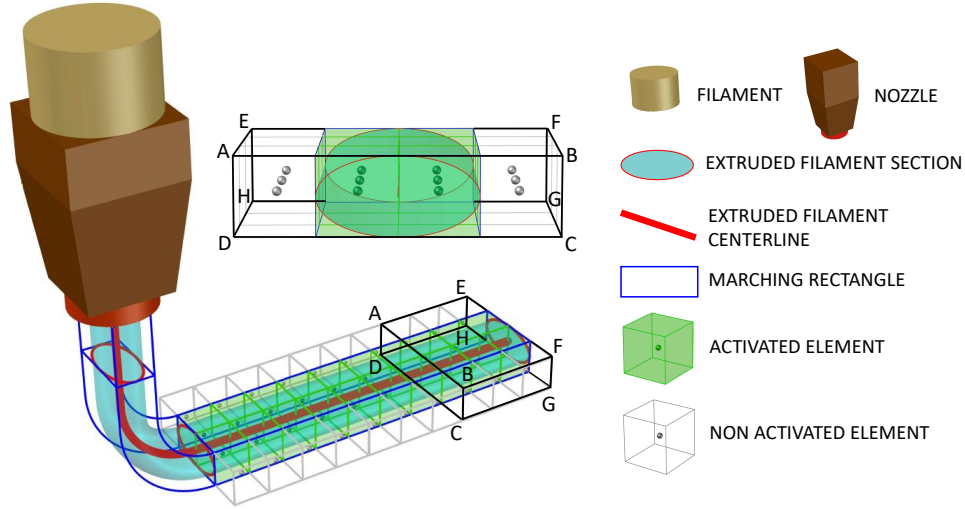 FILAMENT
NOZZLE
E
F
A
B
H
G
D
C
EXTRUDED FILAMENT SECTION
EXTRUDED FILAMENT
CENTERLINE
MARCHING RECTANGLE
E
A
H
F
D
B
G
C
ACTIVATED ELEMENT
NON ACTIVATED ELEMENT